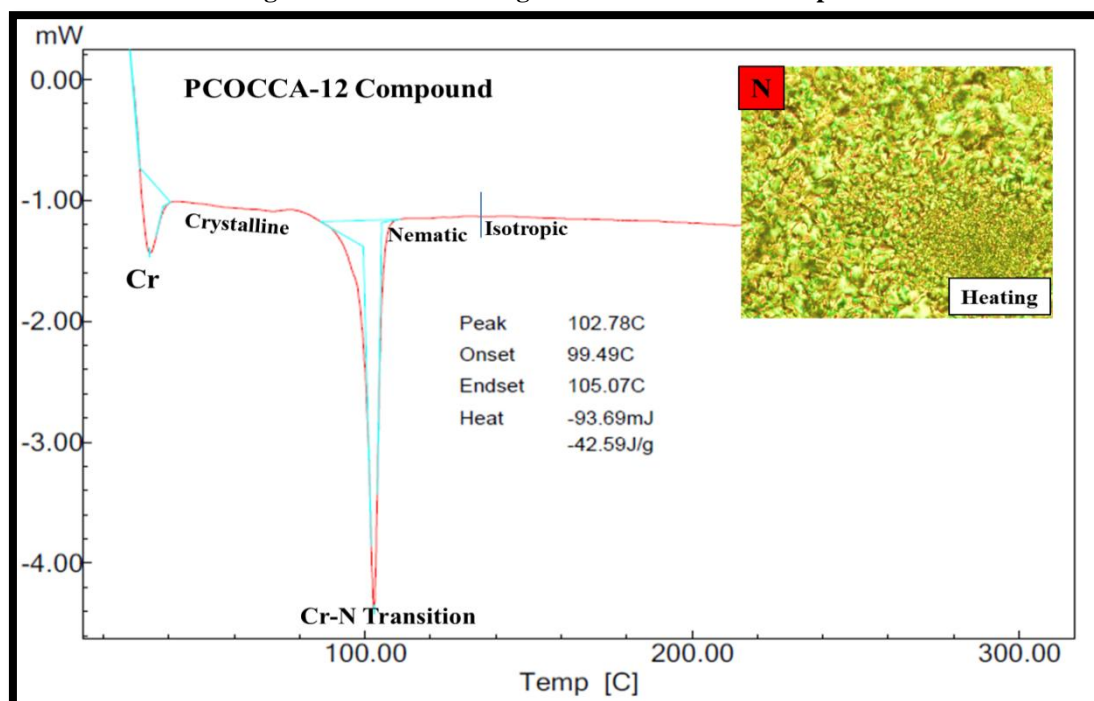 mW
0.00
-1.00
-2.00
-3.00
-4.00
PCOCCA-12 Compound
N
Heating
Crystalline
Nematic
Isotropic
Cr
Peak 102.78C
Onset 99.49C
Endset 105.07C
Heat -93.69mJ
-42.59J/g
Cr-N Transition
100.00 200.00 300.00
Temp [C]